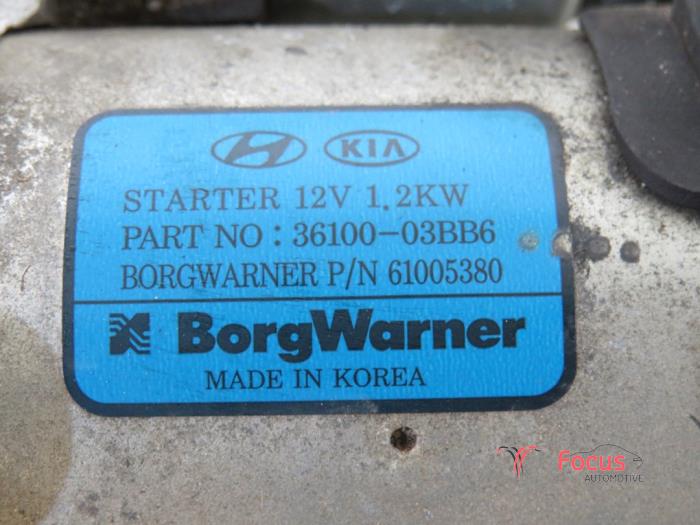 KIA
STARTER 12V 1.2KW
PART NO : 36100-03BB6
BORGWARNER P/N 61005380
BorgWarner
MADE IN KOREA
Focus
AUTOMOTIVE